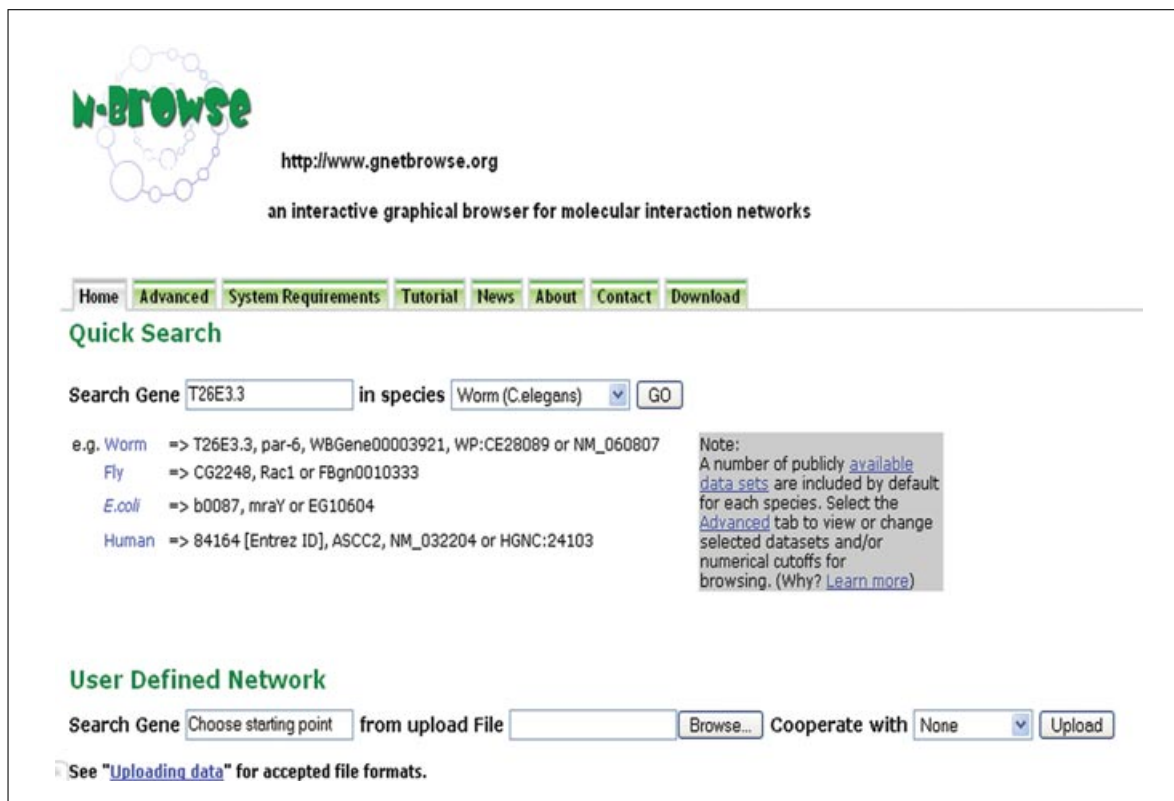 N-Browse
http://www.gnetbrowse.org
an interactive graphical browser for molecular interaction networks
Home Advanced System Requirements Tutorial News About Contact Download
Quick Search
Search Gene T26E3.3 in species Worm (C.elegans) GO
e.g. Worm => T26E3.3, par-6, WBGene00003921, WP:CE28089 or NM_060807
Fly => CG2248, Rac1 or FBgn0010333
E.coli => b0087, mraY or EG10604
Human => 84164 [Entrez ID], ASCC2, NM_032204 or HGNC:24103
Note:
A number of publicly available
data sets are included by default
for each species. Select the
Advanced tab to view or change
selected datasets and/or
numerical cutoffs for
browsing. (Why? Learn more)
User Defined Network
Search Gene Choose starting point from upload File Browse... Cooperate with None Upload
See "Uploading data" for accepted file formats.